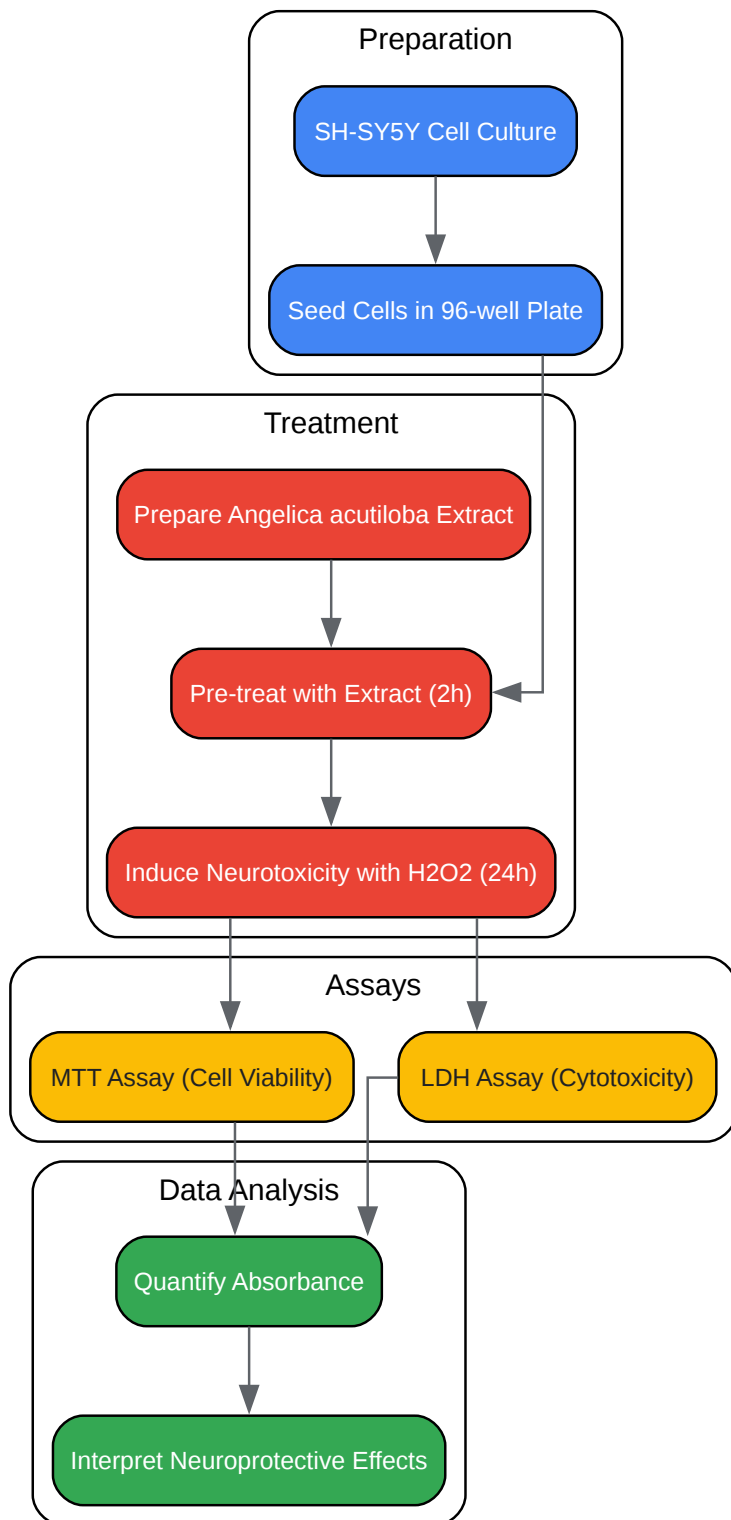 Preparation
SH-SY5Y Cell Culture
Seed Cells in 96-well Plate
Treatment
Prepare Angelica acutiloba Extract
Pre-treat with Extract (2h)
Induce Neurotoxicity with H2O2 (24h)
Assays
MTT Assay (Cell Viability)
LDH Assay (Cytotoxicity)
Data Analysis
Quantify Absorbance
Interpret Neuroprotective Effects